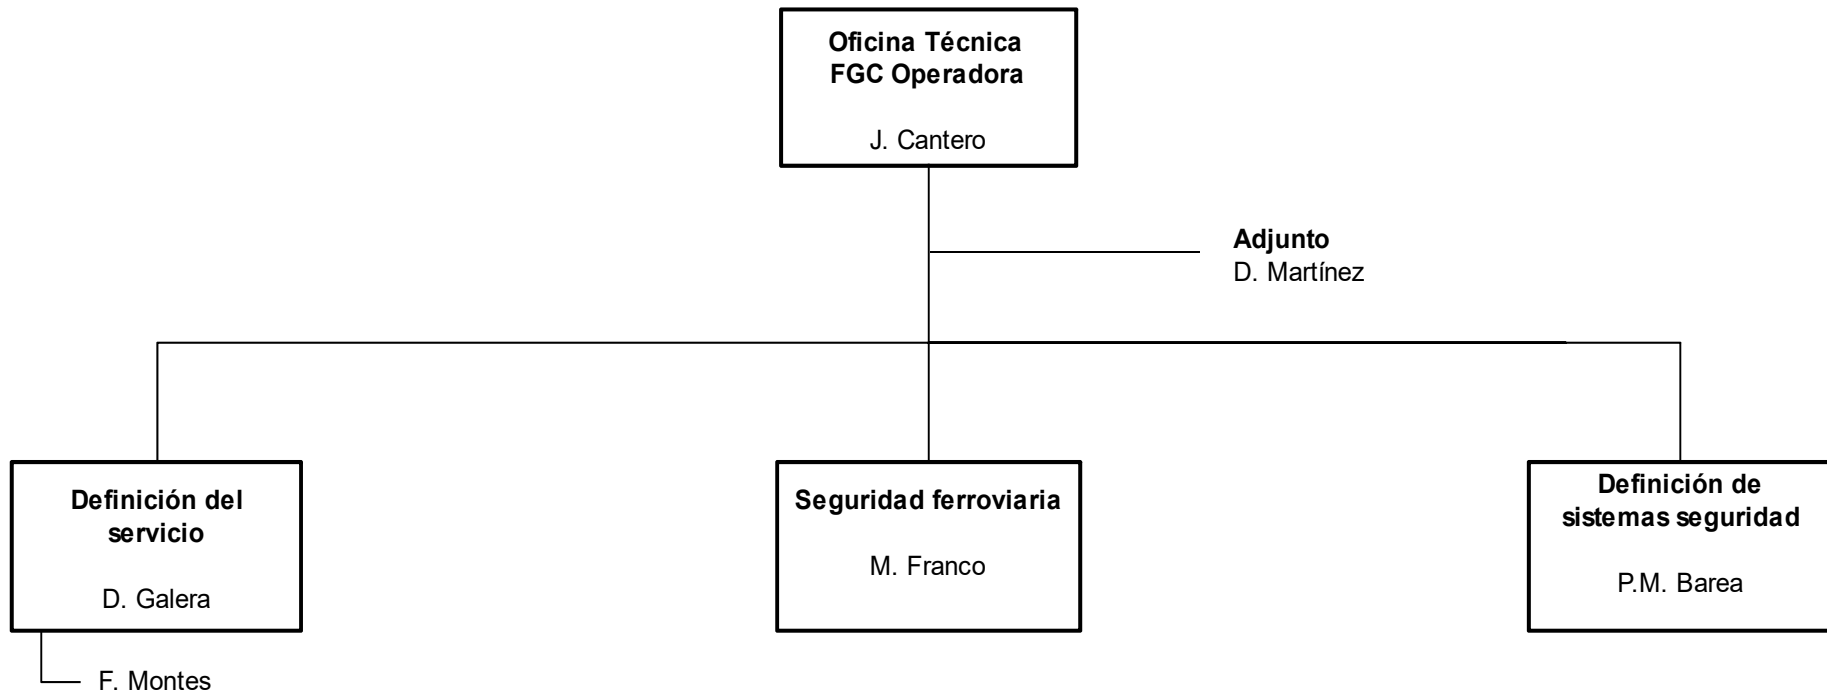 Oficina Técnica
FGC Operadora
J. Cantero
Adjunto
D. Martínez
Definición del
servicio
D. Galera
F. Montes
Seguridad ferroviaria
M. Franco
Definición de
sistemas seguridad
P.M. Barea